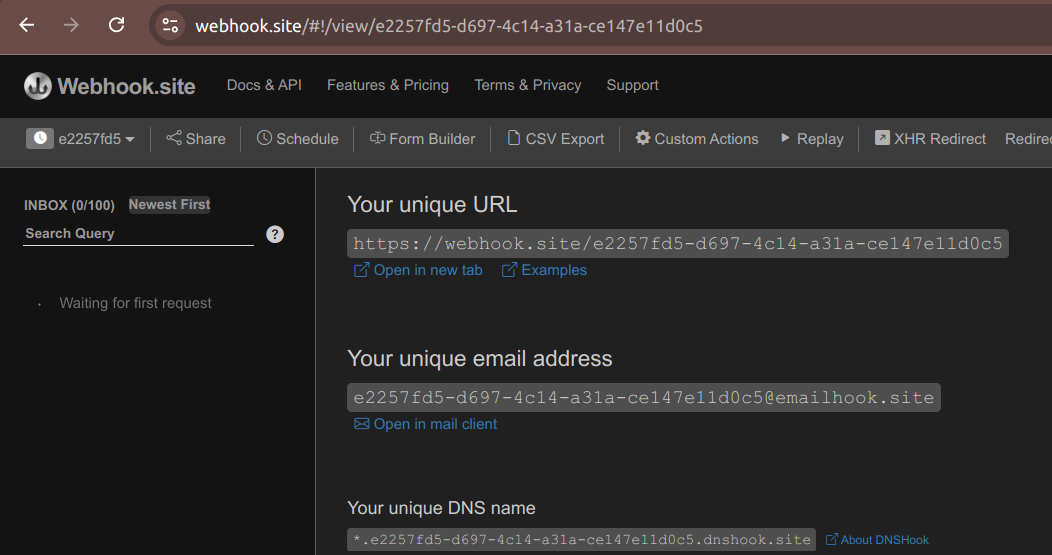 webhook.site/#!/view/e2257fd5-d697-4c14-a31a-ce147e11d0c5
Webhook.site Docs & API Features & Pricing Terms & Privacy Support
e2257fd5 Share Schedule Form Builder CSV Export Custom Actions Replay XHR Redirect Redirec
INBOX (0/100) Newest First
Search Query ?
Waiting for first request
Your unique URL
https://webhook.site/e2257fd5-d697-4c14-a31a-ce147e11d0c5
Open in new tab Examples
Your unique email address
e2257fd5-d697-4c14-a31a-ce147e11d0c5@emailhook.site
Open in mail client
Your unique DNS name
*.e2257fd5-d697-4c14-a31a-ce147e11d0c5.dnshook.site About DNSHook